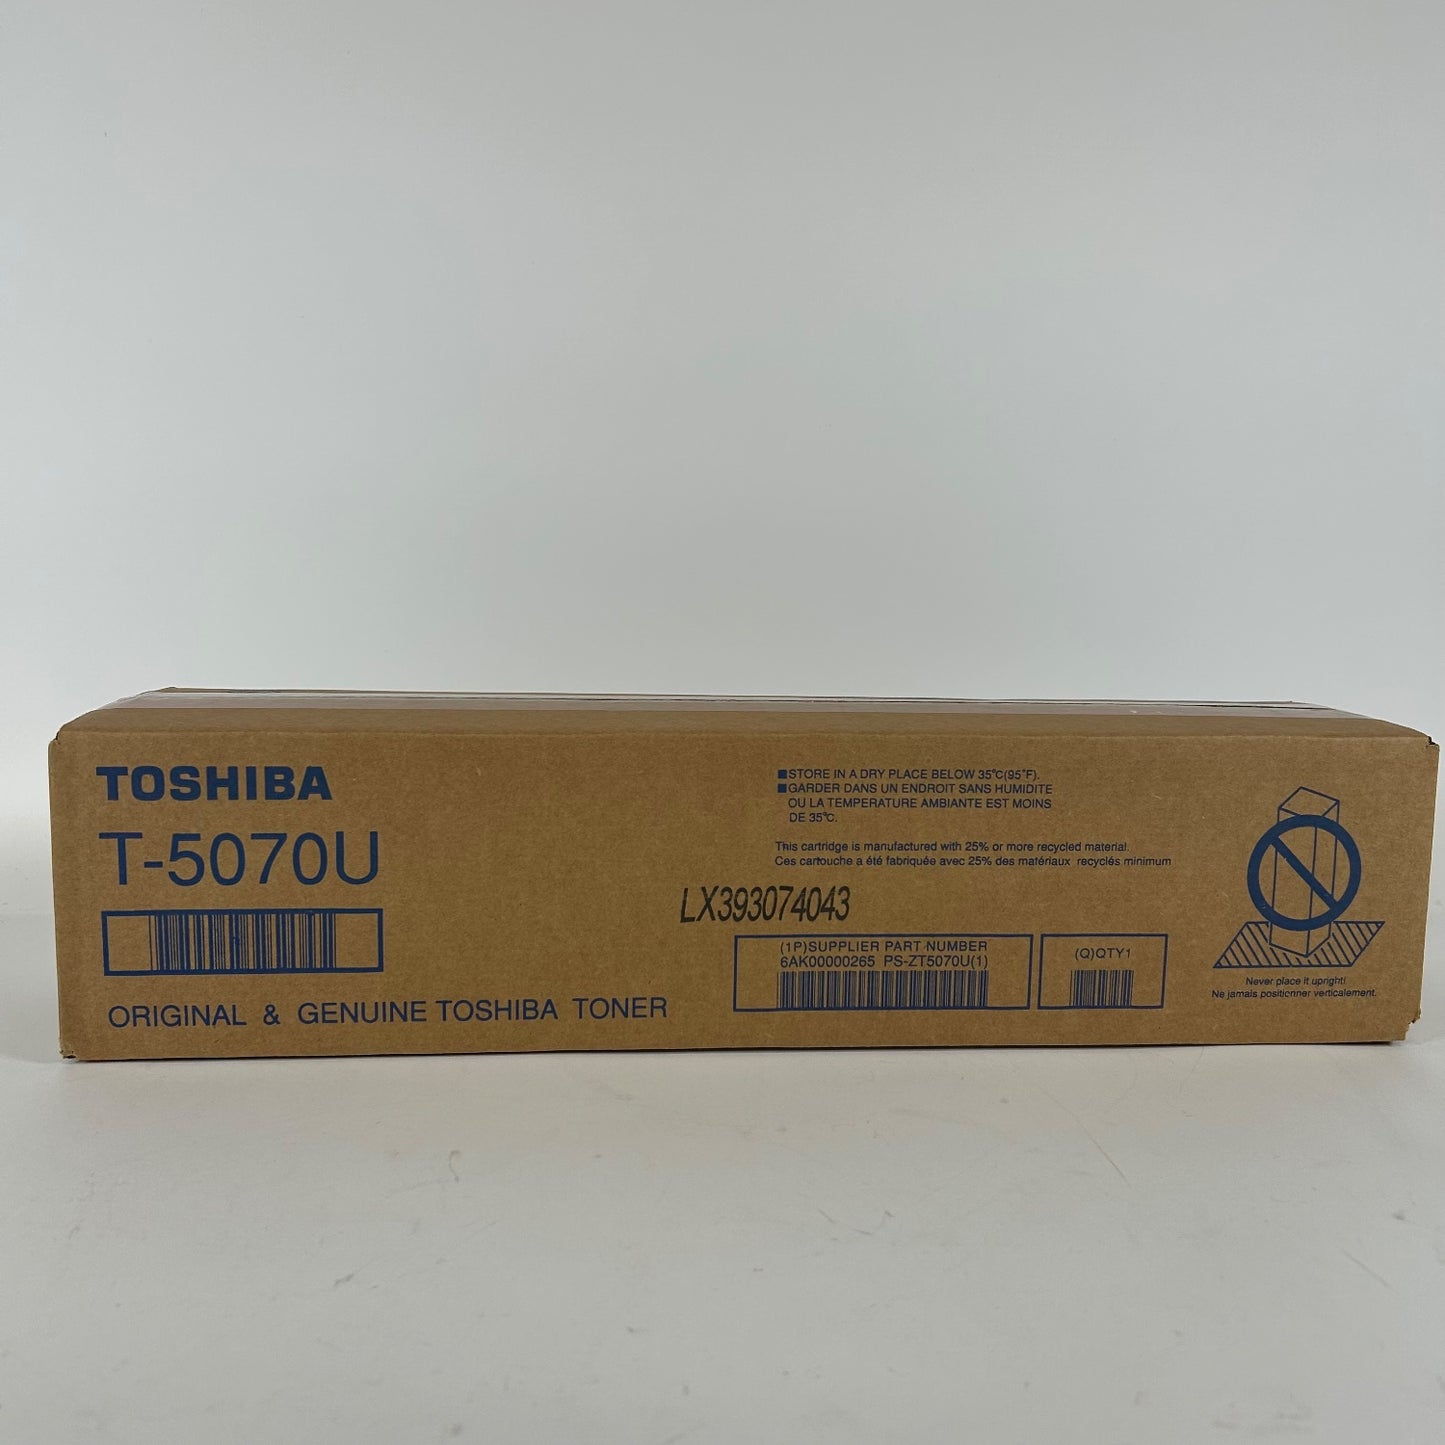 TOSHIBA
T-5070U
ORIGINAL & GENUINE TOSHIBA TONER
■STORE IN A DRY PLACE BELOW 35°C(95°F).
■GARDER DANS UN ENDROIT SANS HUMIDITE
OU LA TEMPERATURE AMBIANTE EST MOINS
DE 35°C.
This cartridge is manufactured with 25% or more recycled material.
Ces cartouche a été fabriquée avec 25% des matériaux recyclés minimum
LX393074043
(1P)SUPPLIER PART NUMBER
6AK00000265 PS-ZT5070U(1)
(Q)QTY1
Never place it upright!
Ne jamais positionner verticalement.